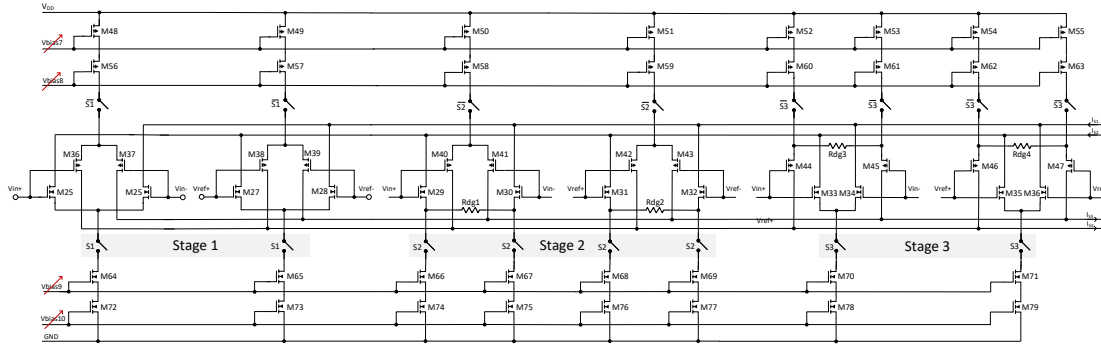 VDD
M48 M49 M50 M51 M52 M53 M54 M55
Vbias7
M56 M57 M58 M59 M60 M61 M62 M63
Vbias8
S1 S1 S2 S2 S3 S3 S3 S3
IS1
IS2
M36 M37 M38 M39 M40 M41 M42 M43 Rdg3 Rdg4
M44 M45 M46 M47
Vin+ M25 M25 Vin- Vref+ M27 M28 Vref- Vin+ M29 M30 Vin- Vref+ M31 M32 Vref- Vin+ M33 M34 Vin- Vref+ M35 M36
Rdg1 Rdg2
Vref+
S1 Stage 1 S1 S2 S2 Stage 2 S2 S2 S3 Stage 3 S3
M64 M65 M66 M67 M68 M69 M70 M71
Vbias9
M72 M73 M74 M75 M76 M77 M78 M79
Vbias10
GND